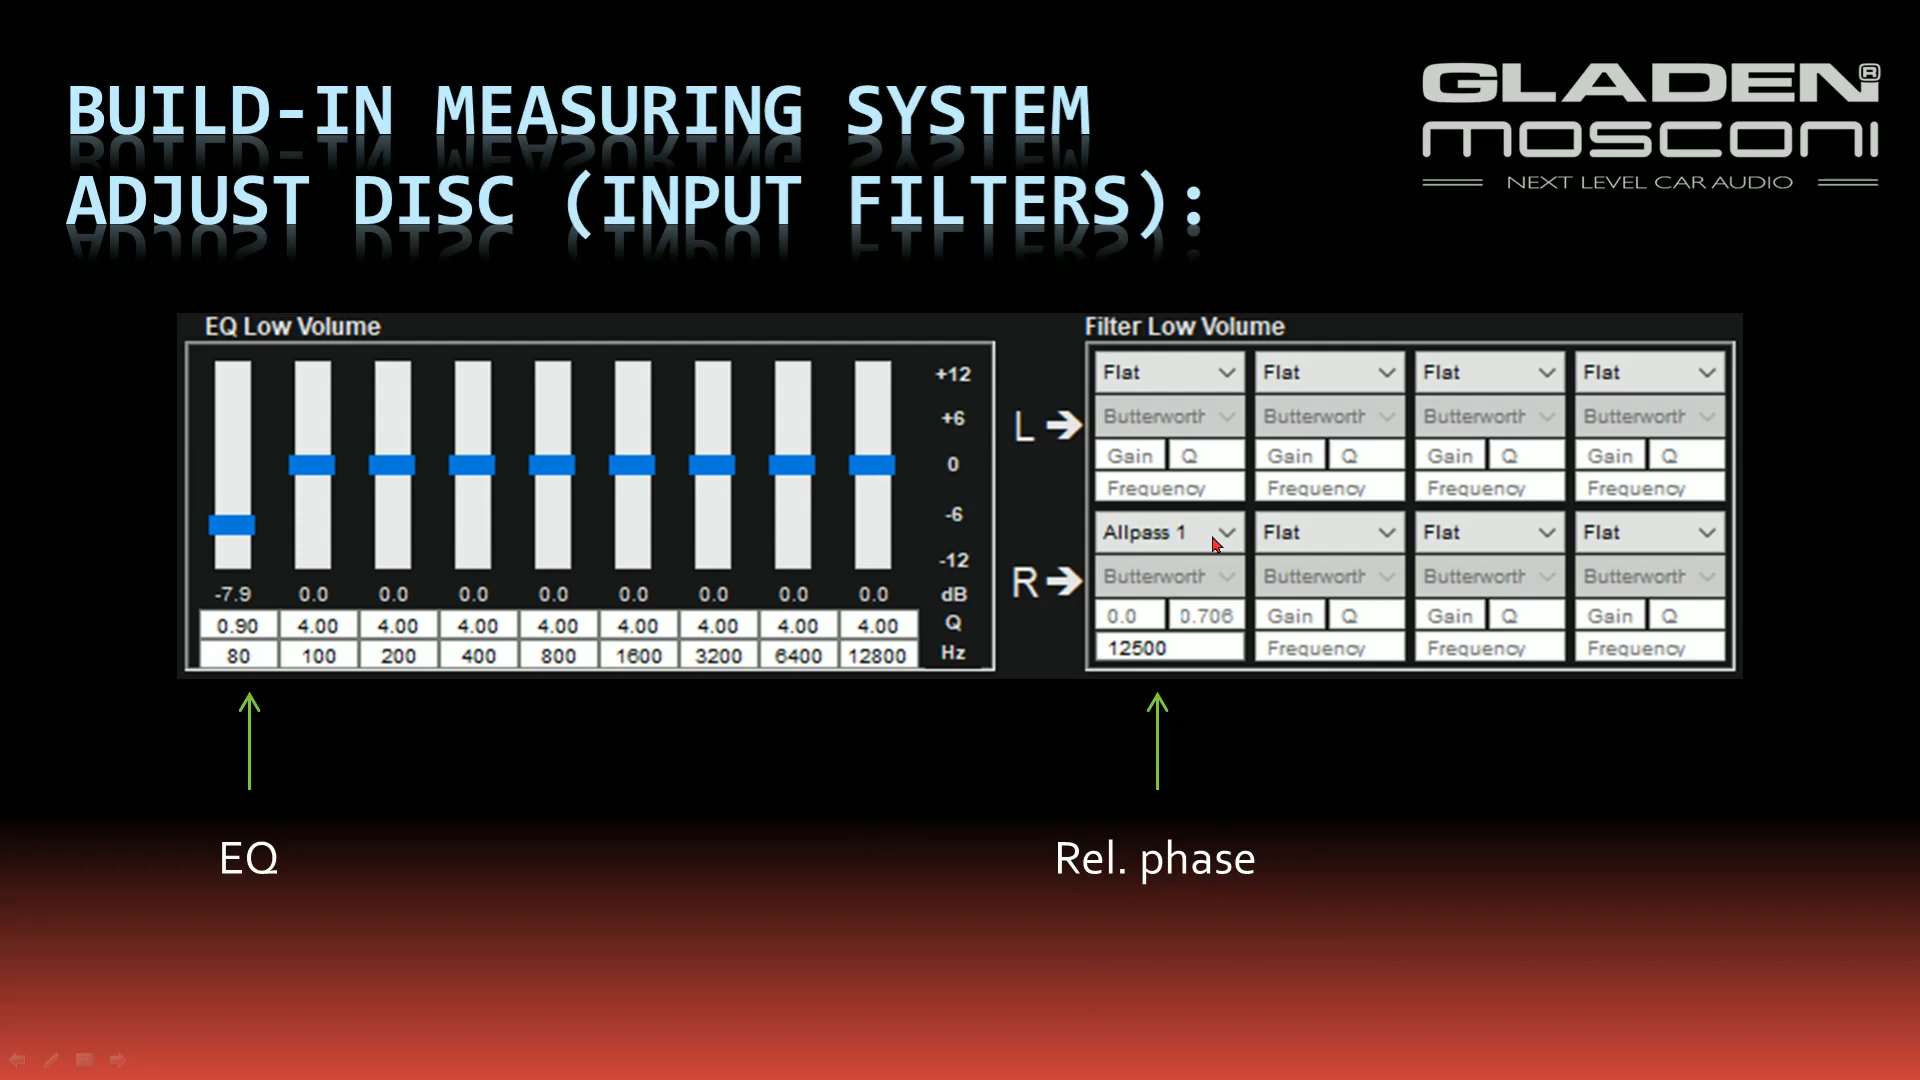 BUILD-IN MEASURING SYSTEM
ADJUST DISC (INPUT FILTERS):
GLADEN®
MOSCONI
NEXT LEVEL CAR AUDIO
EQ Low Volume
+12
+6
0
-6
-12
-7.9 0.0 0.0 0.0 0.0 0.0 0.0 0.0 0.0 dB
0.90 4.00 4.00 4.00 4.00 4.00 4.00 4.00 4.00 Q
80 100 200 400 800 1600 3200 6400 12800 Hz
Filter Low Volume
L
Flat Flat Flat Flat
Butterworth Butterworth Butterworth Butterworth
Gain Q Gain Q Gain Q Gain Q
Frequency Frequency Frequency Frequency
R
Allpass 1 Flat Flat Flat
Butterworth Butterworth Butterworth Butterworth
0.0 0.706 Gain Q Gain Q Gain Q
12500 Frequency Frequency Frequency
EQ
Rel. phase